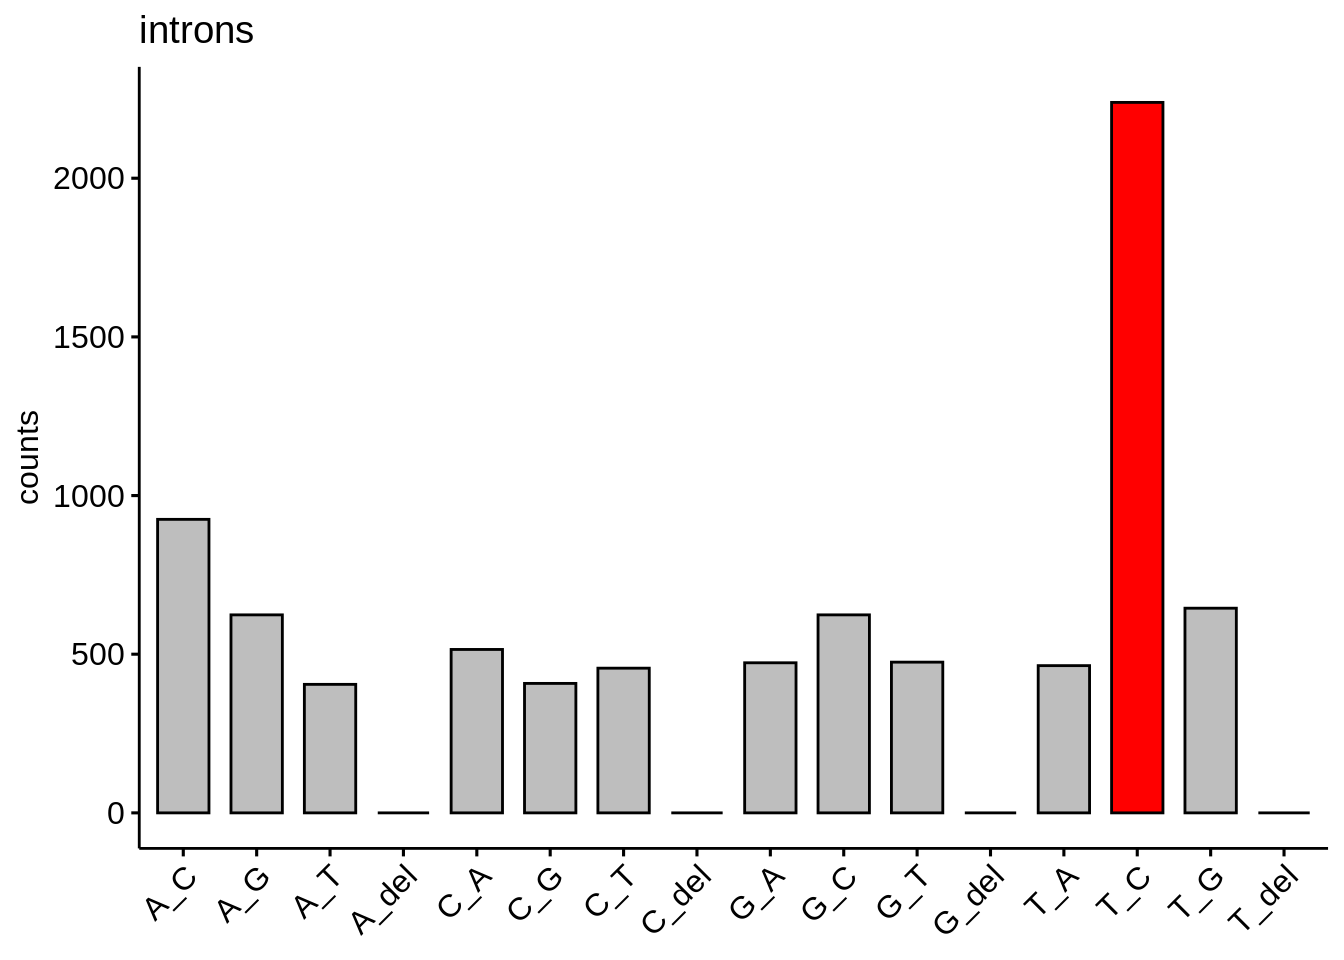 introns
counts
2000
1500
1000
500
0
A_C
A_G
A_T
A_del
C_A
C_G
C_T
C_del
G_A
G_C
G_T
G_del
T_A
T_C
T_G
T_del